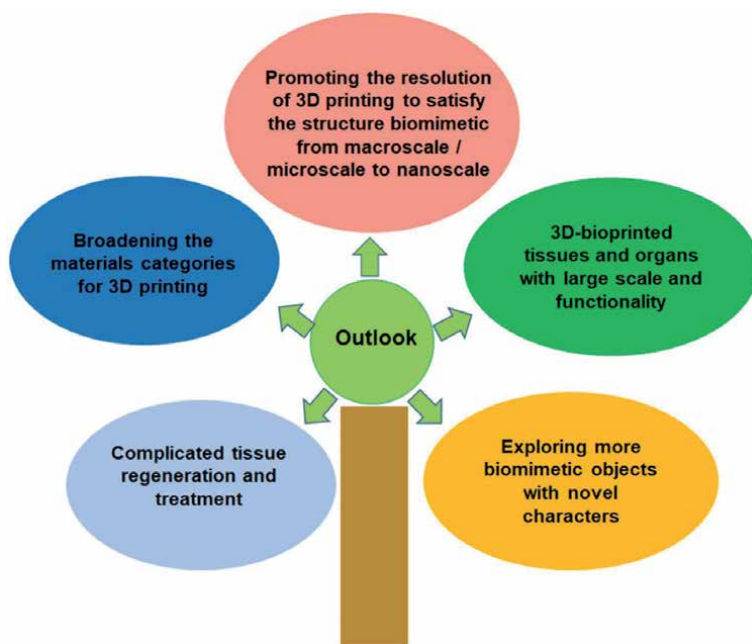 Promoting the resolution
of 3D printing to satisfy
the structure biomimetic
from macroscale /
microscale to nanoscale
Broadening the
materials categories
for 3D printing
3D-bioprinted
tissues and organs
with large scale and
functionality
Outlook
Complicated tissue
regeneration and
treatment
Exploring more
biomimetic objects
with novel
characters